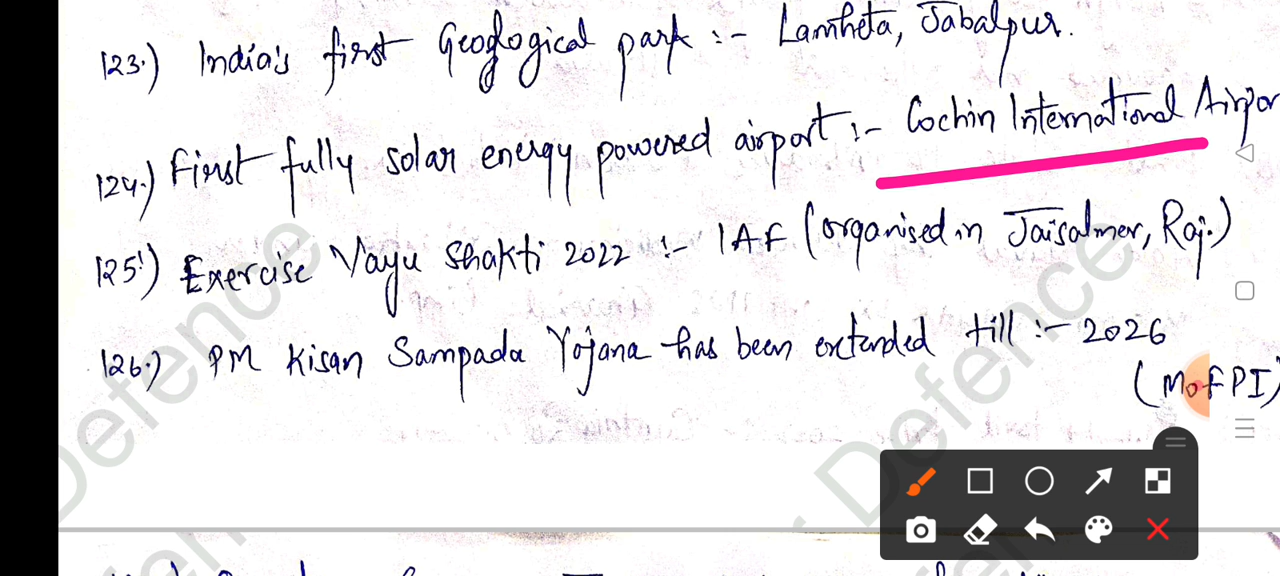 123.) India's first Geological park :- Lamheta, Jabalpur.
124.) First fully solar energy powered airport :- Cochin International Airpor
125.) Exercise Vayu Shakti 2022 :- IAF (organised in Jaisalmer, Raj.)
126.) PM Kisan Sampada Yojana has been extended till :- 2026
(MofPI)
Defence
Defence